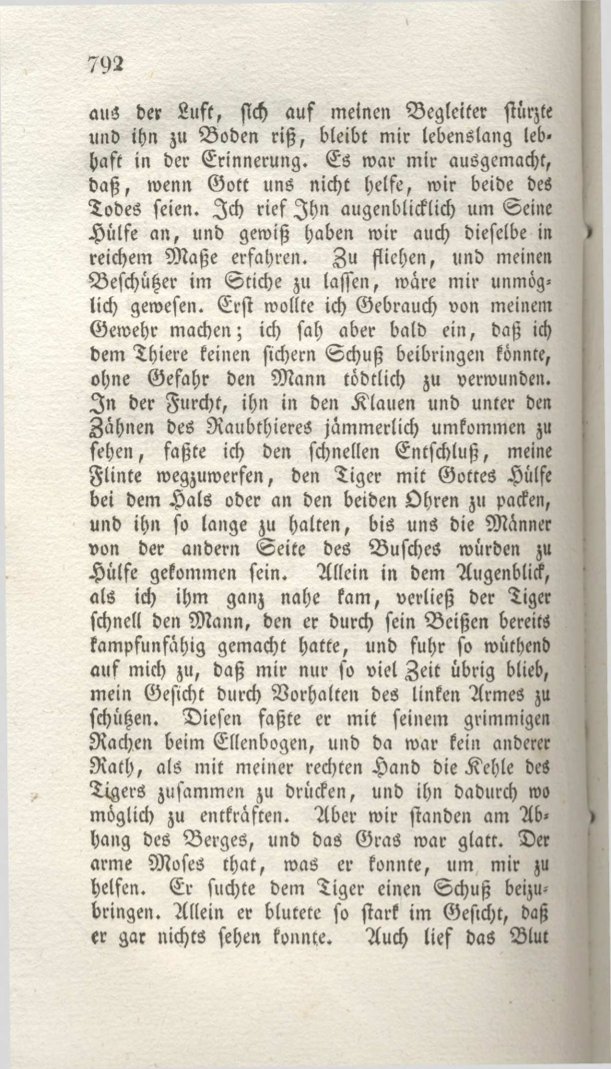 792
aus der Luft, sich auf meinen Begleiter stürzte
und ihn zu Boden riß, bleibt mir lebenslang leb-
haft in der Erinnerung. Es war mir ausgemacht,
daß, wenn Gott uns nicht helfe, wir beide des
Todes seien. Ich rief Ihn augenblicklich um Seine
Hülfe an, und gewiß haben wir auch dieselbe in
reichem Maße erfahren. Zu fliehen, und meinen
Beschützer im Stiche zu lassen, wäre mir unmög-
lich gewesen. Erst wollte ich Gebrauch von meinem
Gewehr machen; ich sah aber bald ein, daß ich
dem Thiere keinen sichern Schuß beibringen könnte,
ohne Gefahr den Mann tödtlich zu verwunden.
In der Furcht, ihn in den Klauen und unter den
Zähnen des Raubthieres jämmerlich umkommen zu
sehen, faßte ich den schnellen Entschluß, meine
Flinte wegzuwerfen, den Tiger mit Gottes Hülfe
bei dem Hals oder an den beiden Ohren zu packen,
und ihn so lange zu halten, bis uns die Männer
von der andern Seite des Busches würden zu
Hülfe gekommen sein. Allein in dem Augenblick,
als ich ihm ganz nahe kam, verließ der Tiger
schnell den Mann, den er durch sein Beißen bereits
kampfunfähig gemacht hatte, und fuhr so wüthend
auf mich zu, daß mir nur so viel Zeit übrig blieb,
mein Gesicht durch Vorhalten des linken Armes zu
schützen. Diesen faßte er mit seinem grimmigen
Rachen beim Ellenbogen, und da war kein anderer
Rath, als mit meiner rechten Hand die Kehle des
Tigers zusammen zu drücken, und ihn dadurch wo
möglich zu entkräften. Aber wir standen am Ab-
hang des Berges, und das Gras war glatt. Der
arme Moses that, was er konnte, um mir zu
helfen. Er suchte dem Tiger einen Schuß beizu-
bringen. Allein er blutete so stark im Gesicht, daß
er gar nichts sehen konnte. Auch lief das Blut